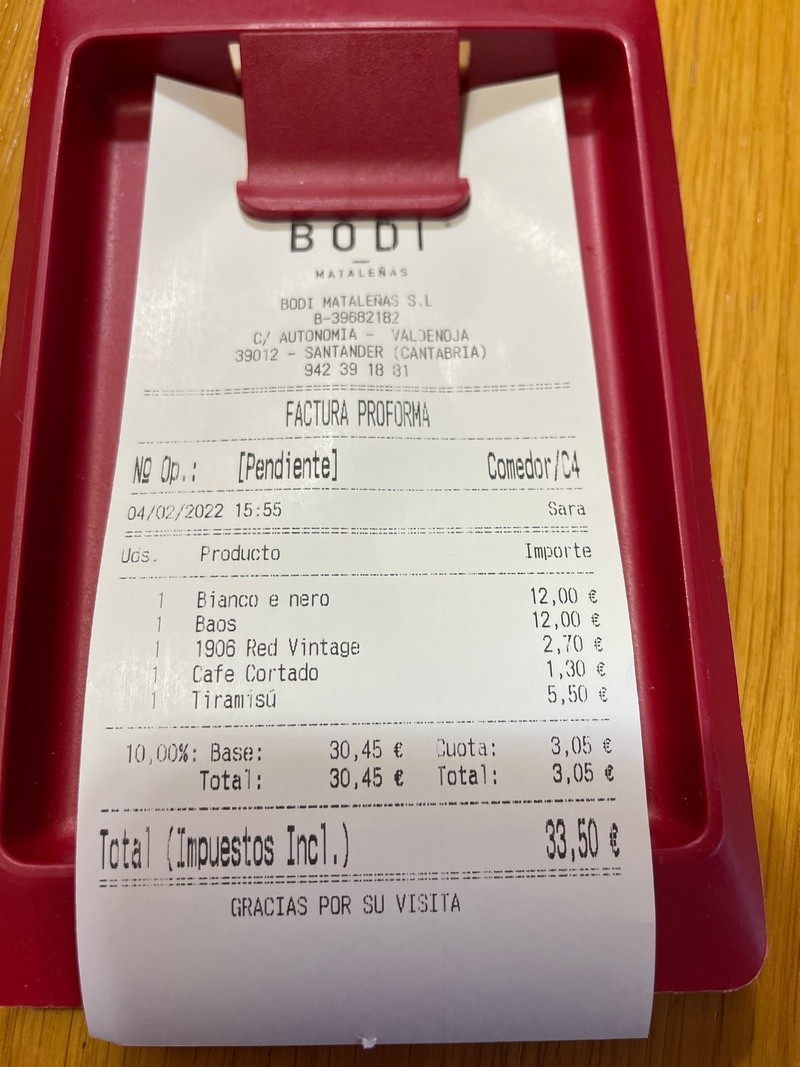 BODI
MATALEÑAS
BODI MATALEÑAS S.L
B-39682182
C/ AUTONOMIA - VALDENOJA
39012 - SANTANDER (CANTABRIA)
942 39 18 81
FACTURA PROFORMA
Nº Op.: [Pendiente] Comedor/C4
04/02/2022 15:55 Sara
Uds. Producto Importe
1 Bianco e nero 12,00 €
1 Baos 12,00 €
1 1906 Red Vintage 2,70 €
1 Cafe Cortado 1,30 €
1 Tiramisú 5,50 €
10,00%: Base: 30,45 € Cuota: 3,05 €
Total: 30,45 € Total: 3,05 €
Total (Impuestos Incl.) 33,50 €
GRACIAS POR SU VISITA